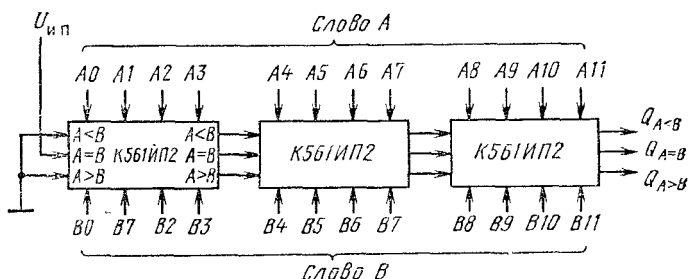 Uип
Слово A
A0 A1 A2 A3 A4 A5 A6 A7 A8 A9 A10 A11
A<B A<B QA<B
A=B К561ИП2 A=B К561ИП2 К561ИП2 QA=B
A>B A>B QA>B
B0 B7 B2 B3 B4 B5 B6 B7 B8 B9 B10 B11
Слово B